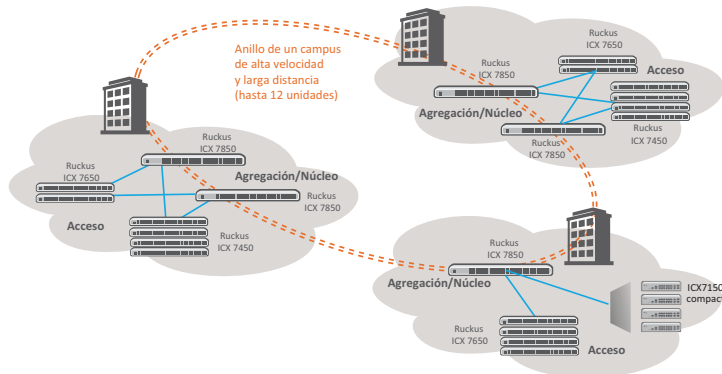 Anillo de un campus
de alta velocidad
y larga distancia
(hasta 12 unidades)
Ruckus
ICX 7650
Ruckus
ICX 7850
Acceso
Agregación/Núcleo
Ruckus
ICX 7850
Ruckus
ICX 7450
Ruckus
ICX 7850
Ruckus
ICX 7650
Agregación/Núcleo
Ruckus
ICX 7850
Acceso
Ruckus
ICX 7450
Ruckus
ICX 7850
Agregación/Núcleo
ICX7150
compact
Ruckus
ICX 7650
Acceso